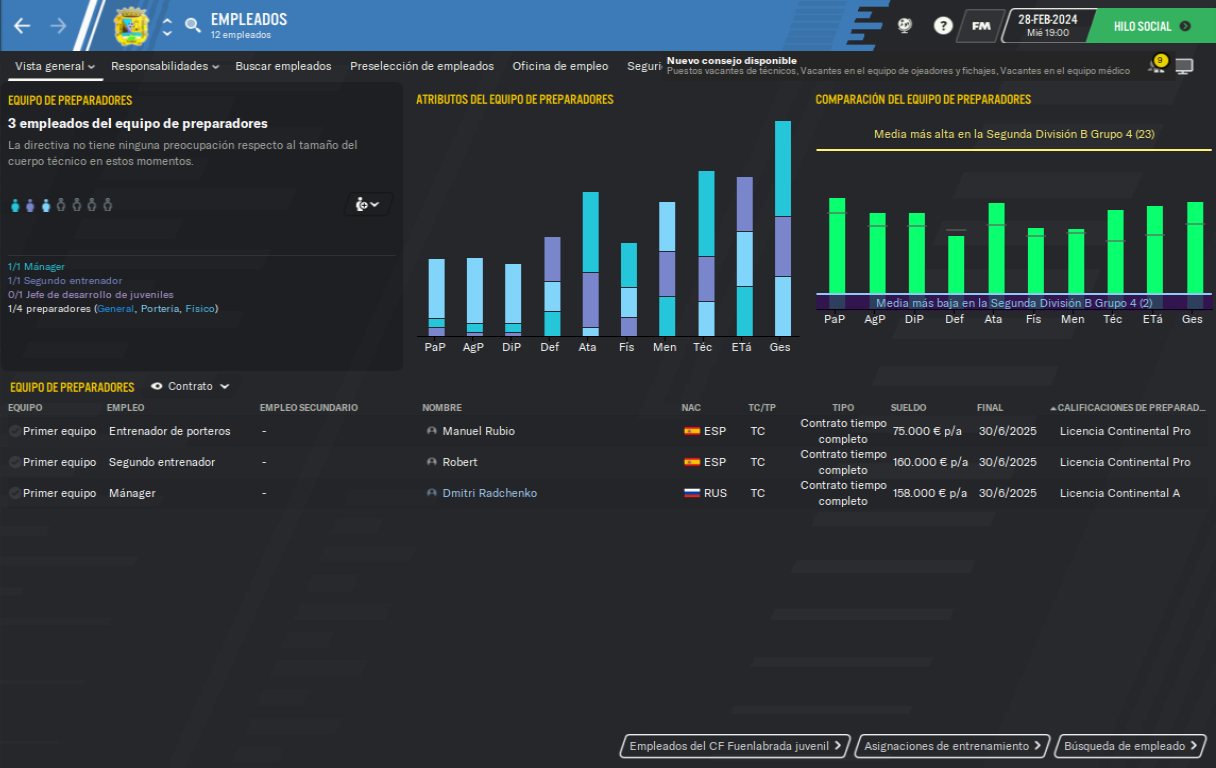 EMPLEADOS
12 empleados
FM
28-FEB-2024
Mié 19:00
HILO SOCIAL
Vista general
Responsabilidades
Buscar empleados
Preselección de empleados
Oficina de empleo
Seguri
Nuevo consejo disponible
Puestos vacantes de técnicos, Vacantes en el equipo de ojeadores y fichajes, Vacantes en el equipo médico
9
EQUIPO DE PREPARADORES
3 empleados del equipo de preparadores
La directiva no tiene ninguna preocupación respecto al tamaño del
cuerpo técnico en estos momentos.
1/1 Mánager
1/1 Segundo entrenador
0/1 Jefe de desarrollo de juveniles
1/4 preparadores (General, Portería, Físico)
ATRIBUTOS DEL EQUIPO DE PREPARADORES
PaP AgP DiP Def Ata Fís Men Téc ETá Ges
COMPARACIÓN DEL EQUIPO DE PREPARADORES
Media más alta en la Segunda División B Grupo 4 (23)
Media más baja en la Segunda División B Grupo 4 (2)
PaP AgP DiP Def Ata Fís Men Téc ETá Ges
EQUIPO DE PREPARADORES Contrato
EQUIPO EMPLEO EMPLEO SECUNDARIO NOMBRE NAC TC/TP TIPO SUELDO FINAL CALIFICACIONES DE PREPARAD...
Primer equipo Entrenador de porteros - Manuel Rubio ESP TC Contrato tiempo completo 75.000 € p/a 30/6/2025 Licencia Continental Pro
Primer equipo Segundo entrenador - Robert ESP TC Contrato tiempo completo 160.000 € p/a 30/6/2025 Licencia Continental Pro
Primer equipo Mánager - Dmitri Radchenko RUS TC Contrato tiempo completo 158.000 € p/a 30/6/2025 Licencia Continental A
Empleados del CF Fuenlabrada juvenil
Asignaciones de entrenamiento
Búsqueda de empleado